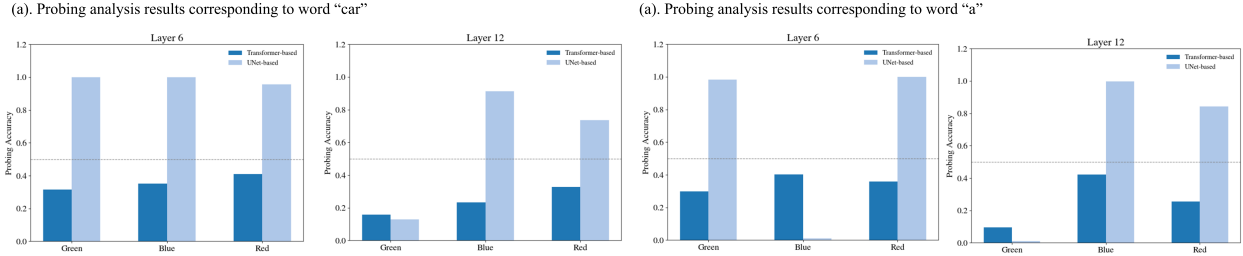 (a). Probing analysis results corresponding to word “car”
Layer 6
Transformer-based
UNet-based
Probing Accuracy
1.2
1.0
0.8
0.6
0.4
0.2
0.0
Green
Blue
Red
Layer 12
Transformer-based
UNet-based
Probing Accuracy
1.2
1.0
0.8
0.6
0.4
0.2
0.0
Green
Blue
Red
(a). Probing analysis results corresponding to word “a”
Layer 6
Transformer-based
UNet-based
Probing Accuracy
1.2
1.0
0.8
0.6
0.4
0.2
0.0
Green
Blue
Red
Layer 12
Transformer-based
UNet-based
Probing Accuracy
1.2
1.0
0.8
0.6
0.4
0.2
0.0
Green
Blue
Red